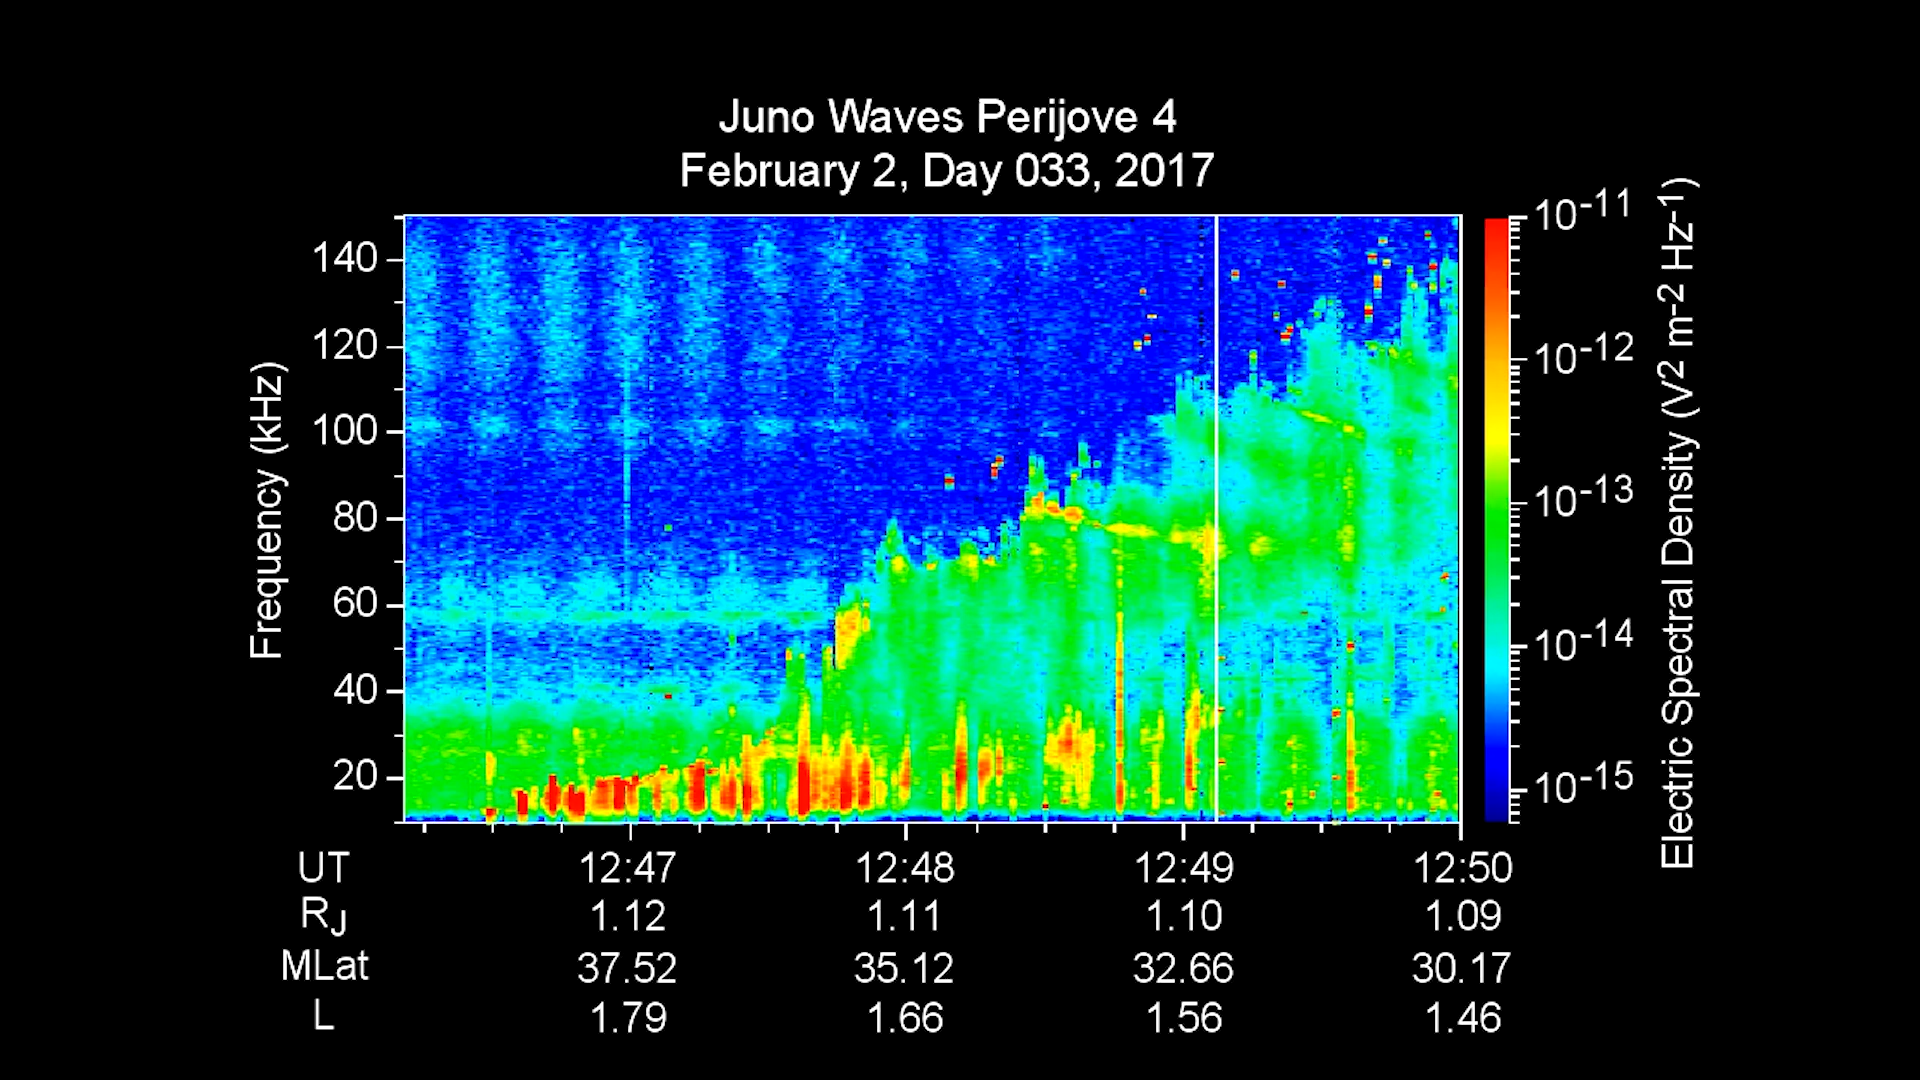 Juno Waves Perijove 4
February 2, Day 033, 2017
Frequency (kHz)
140
120
100
80
60
40
20
10-11
10-12
10-13
10-14
10-15
Electric Spectral Density (V2 m-2 Hz-1)
UT 12:47 12:48 12:49 12:50
RJ 1.12 1.11 1.10 1.09
MLat 37.52 35.12 32.66 30.17
L 1.79 1.66 1.56 1.46